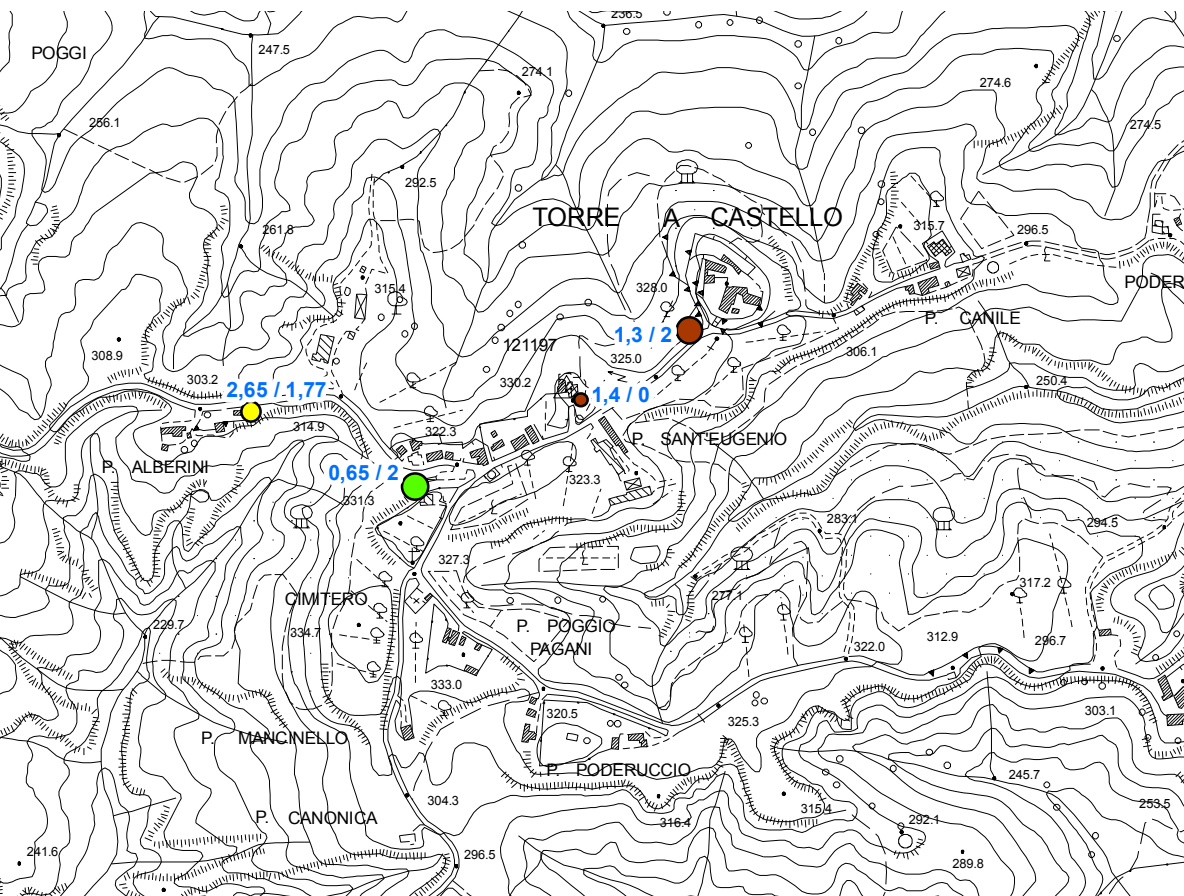 236.5
POGGI
247.5
274.1
274.6
256.1
274.5
292.5
TORRE A CASTELLO
315.7
296.5
261.8
315.4
328.0
PODER
P. CANILE
1,3 / 2
121197
325.0
306.1
308.9
303.2
2,65 / 1,77
330.2
1,4 / 0
250.4
314.9
322.3
P. SANT'EUGENIO
P. ALBERINI
0,65 / 2
323.3
331.3
283.1
294.5
327.3
277.1
317.2
CIMITERO
229.7
334.7
P. POGGIO
PAGANI
312.9
296.7
322.0
333.0
320.5
325.3
303.1
P. MANCINELLO
P. PODERUCCIO
245.7
304.3
315.4
253.5
P. CANONICA
316.4
292.1
241.6
296.5
289.8